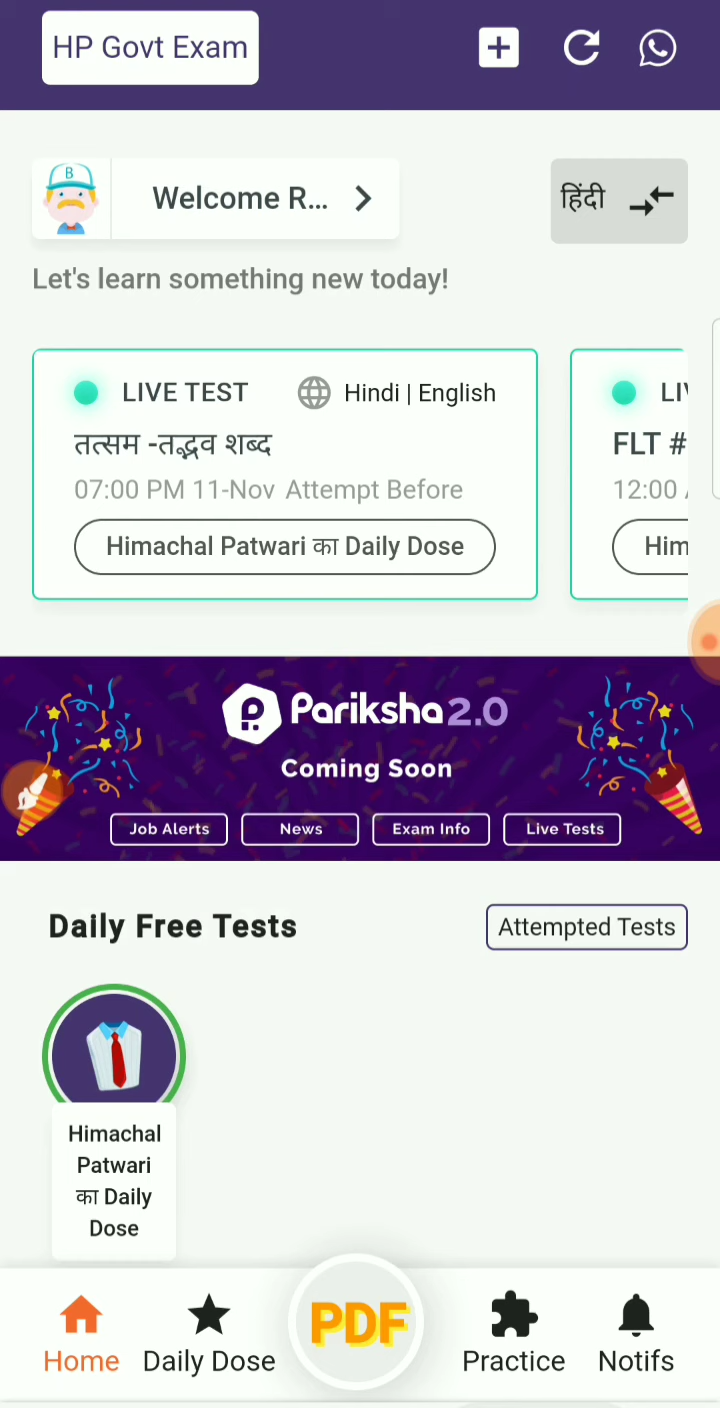 HP Govt Exam
B
Welcome R...
हिंदी
Let's learn something new today!
LIVE TEST
Hindi | English
तत्सम -तद्भव शब्द
07:00 PM 11-Nov Attempt Before
Himachal Patwari का Daily Dose
FLT #
12:00
Him
Pariksha 2.0
Coming Soon
Job Alerts
News
Exam Info
Live Tests
Daily Free Tests
Attempted Tests
Himachal
Patwari
का Daily
Dose
Home
Daily Dose
PDF
Practice
Notifs